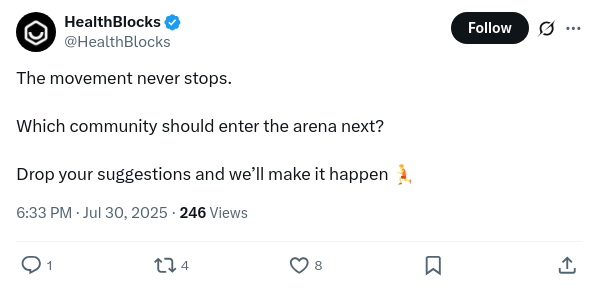 HealthBlocks
@HealthBlocks
Follow
The movement never stops.
Which community should enter the arena next?
Drop your suggestions and we’ll make it happen 🏃
6:33 PM · Jul 30, 2025 · 246 Views
1
4
8